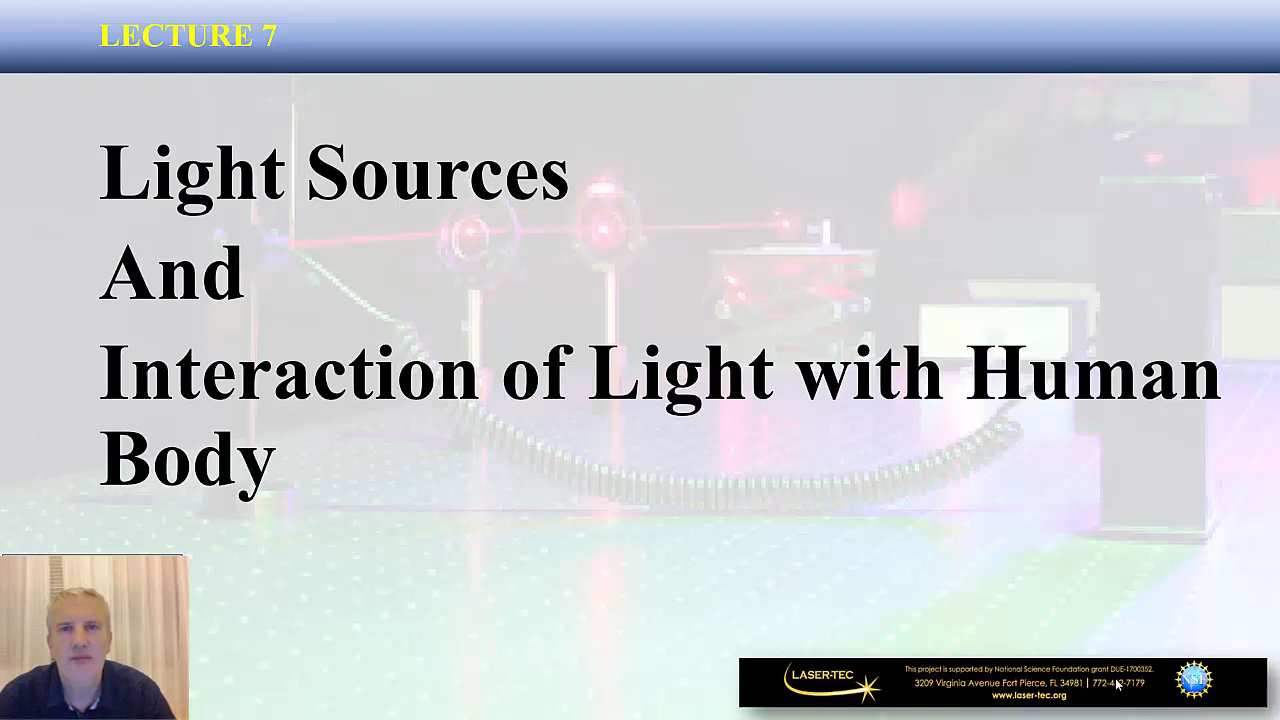 LECTURE 7
Light Sources
And
Interaction of Light with Human
Body
LASER-TEC
This project is supported by National Science Foundation grant DUE-1700352.
3209 Virginia Avenue Fort Pierce, FL 34981 |
www.laser-tec.org
NSF